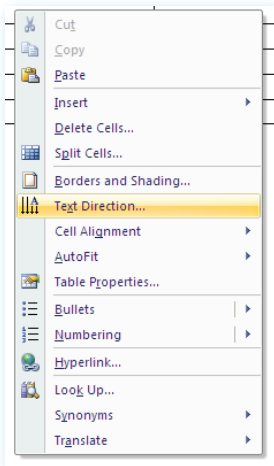 Cut
Copy
Paste
Insert
Delete Cells...
Split Cells...
Borders and Shading...
Text Direction...
Cell Alignment
AutoFit
Table Properties...
Bullets
Numbering
Hyperlink...
Look Up...
Synonyms
Translate